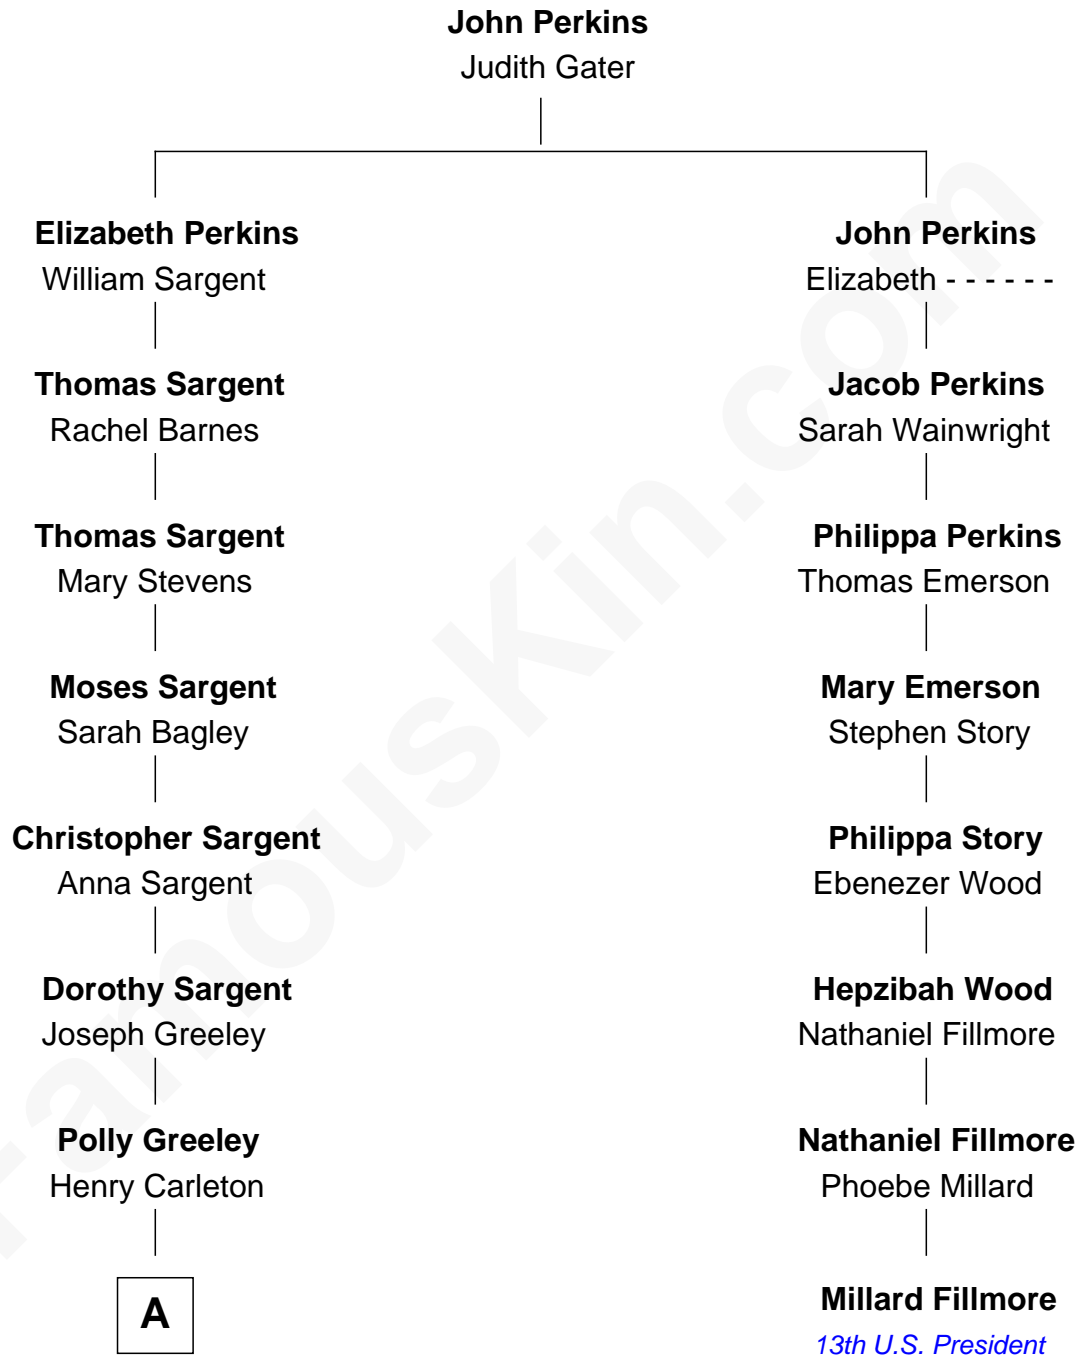 John Perkins
Judith Gater
Elizabeth Perkins
William Sargent
John Perkins
Elizabeth - - - - - -
Thomas Sargent
Rachel Barnes
Jacob Perkins
Sarah Wainwright
Thomas Sargent
Mary Stevens
Philippa Perkins
Thomas Emerson
Moses Sargent
Sarah Bagley
Mary Emerson
Stephen Story
Christopher Sargent
Anna Sargent
Philippa Story
Ebenezer Wood
Dorothy Sargent
Joseph Greeley
Hepzibah Wood
Nathaniel Fillmore
Polly Greeley
Henry Carleton
Nathaniel Fillmore
Phoebe Millard
A
Millard Fillmore
13th U.S. President
FamousKin.com